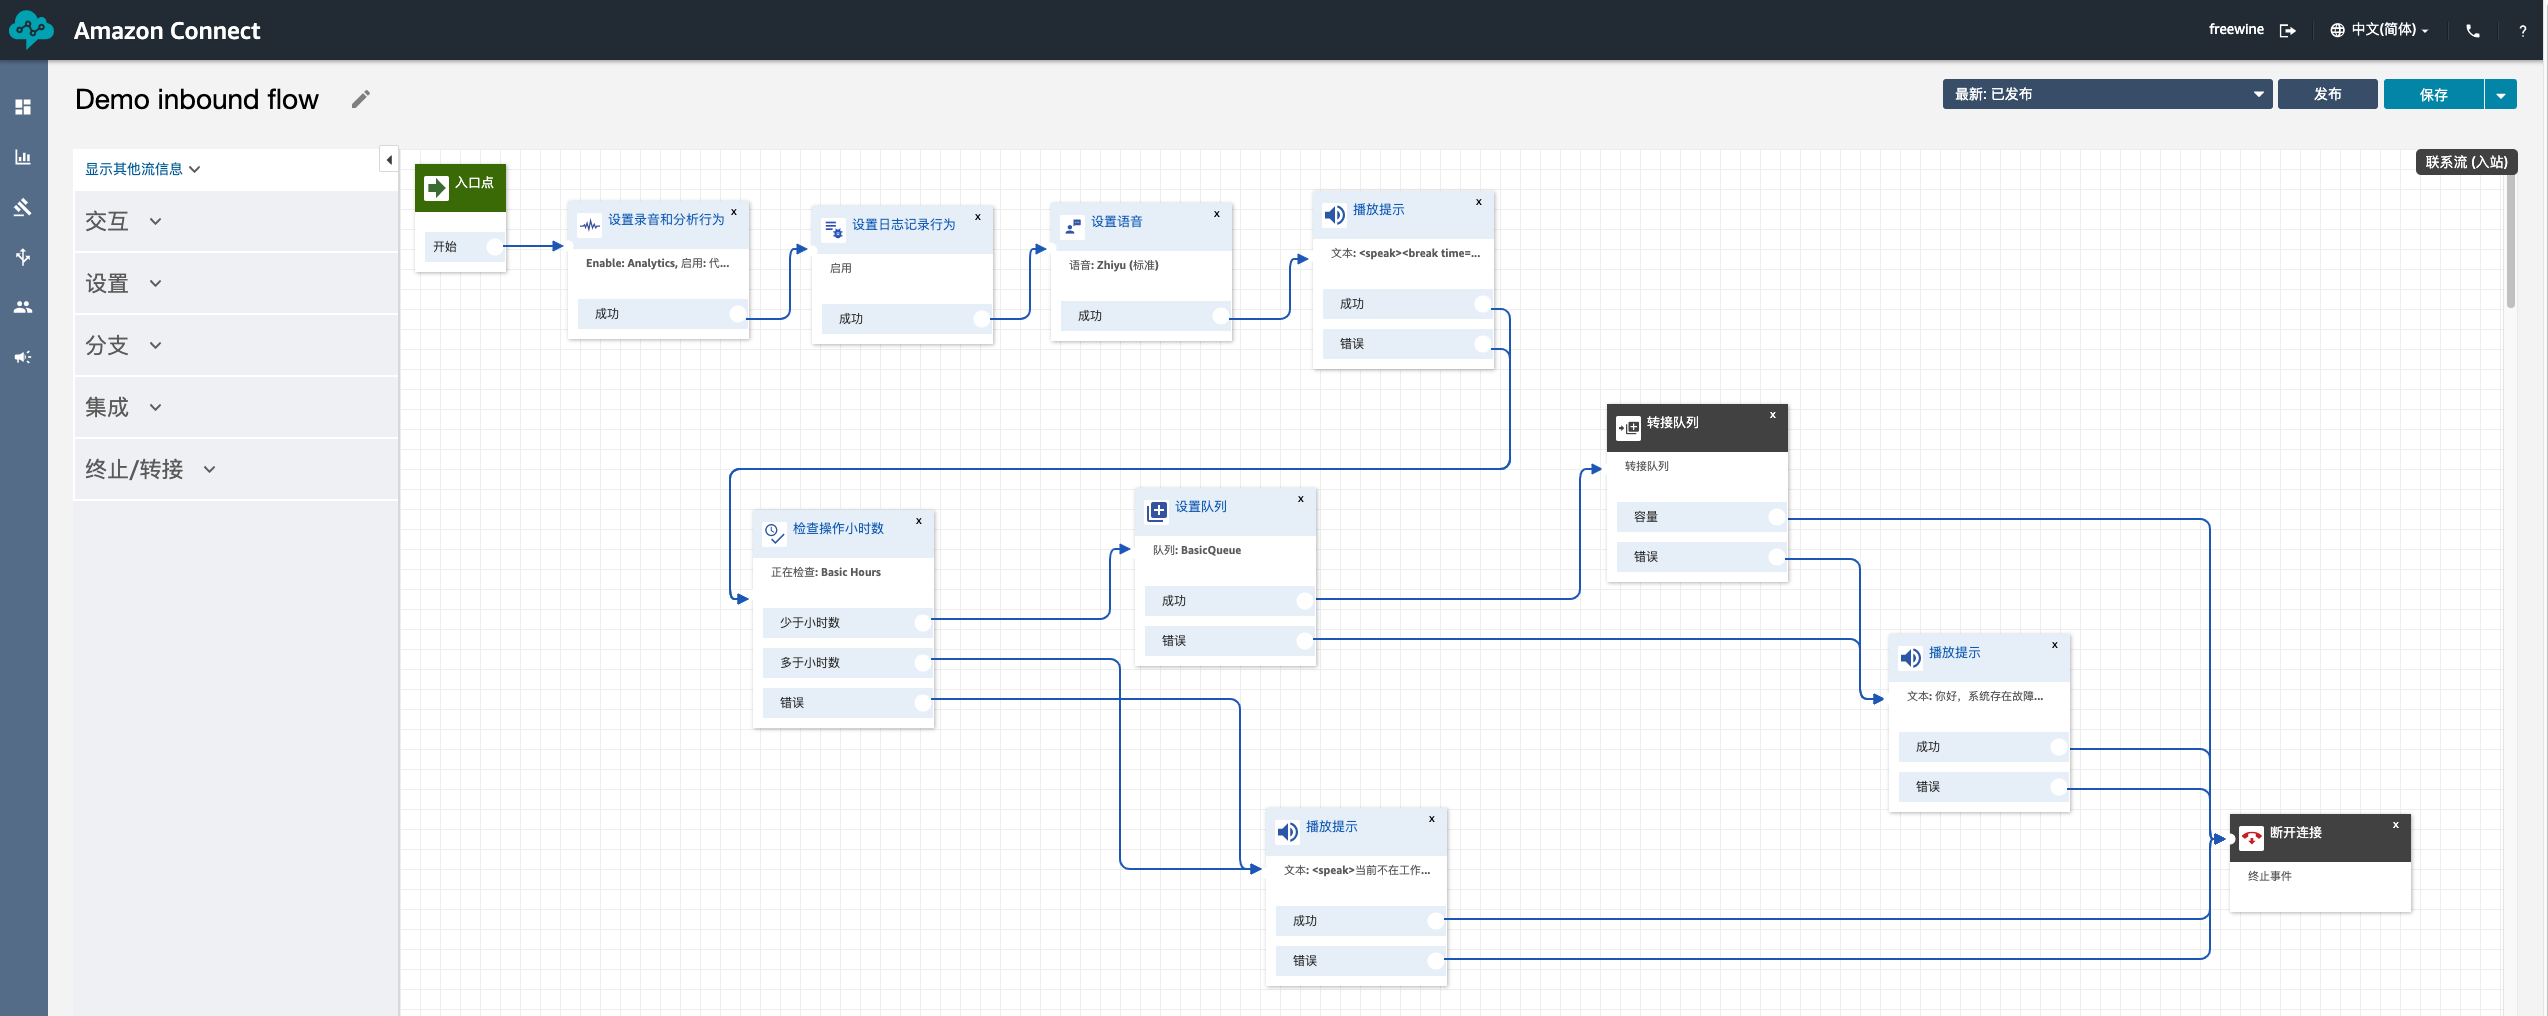 Amazon Connect
freewine
中文(简体)
?
Demo inbound flow
最新: 已发布
发布
保存
显示其他流信息
交互
设置
分支
集成
终止/转接
联系流 (入站)
入口点
开始
设置录音和分析行为
x
Enable: Analytics, 启用: 代...
成功
设置日志记录行为
x
启用
成功
设置语音
x
语音: Zhiyu (标准)
成功
播放提示
x
文本: <speak><break time=...
成功
错误
转接队列
x
转接队列
容量
错误
检查操作小时数
x
正在检查: Basic Hours
少于小时数
多于小时数
错误
设置队列
x
队列: BasicQueue
成功
错误
播放提示
x
文本: 你好，系统存在故障...
成功
错误
播放提示
x
文本: <speak>当前不在工作...
成功
错误
断开连接
x
终止事件